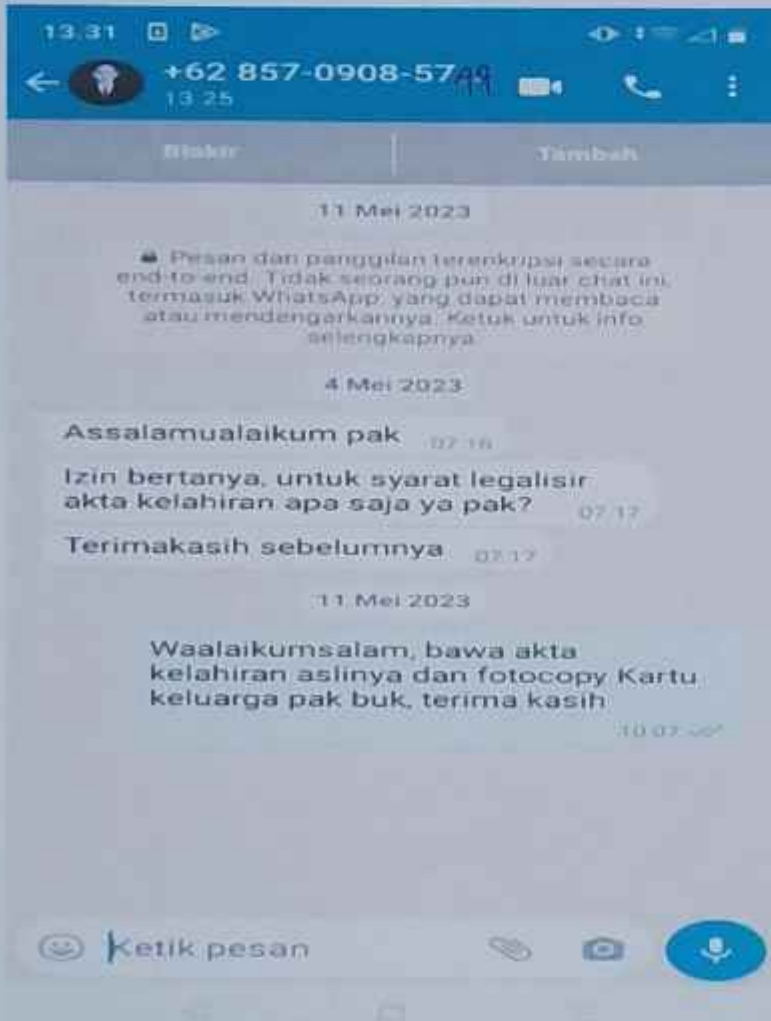 13.31
+62 857-0908-5799
13.25
Blokir
Tambah
11 Mei 2023
Pesan dan panggilan terenkripsi secara
end-to-end. Tidak seorang pun di luar chat ini,
termasuk WhatsApp, yang dapat membaca
atau mendengarkannya. Ketuk untuk info
selengkapnya.
4 Mei 2023
Assalamualaikum pak 07.16
Izin bertanya, untuk syarat legalisir
akta kelahiran apa saja ya pak? 07.17
Terimakasih sebelumnya 07.17
11 Mei 2023
Waalaikumsalam, bawa akta
kelahiran aslinya dan fotocopy Kartu
keluarga pak buk, terima kasih
10.07
Ketik pesan